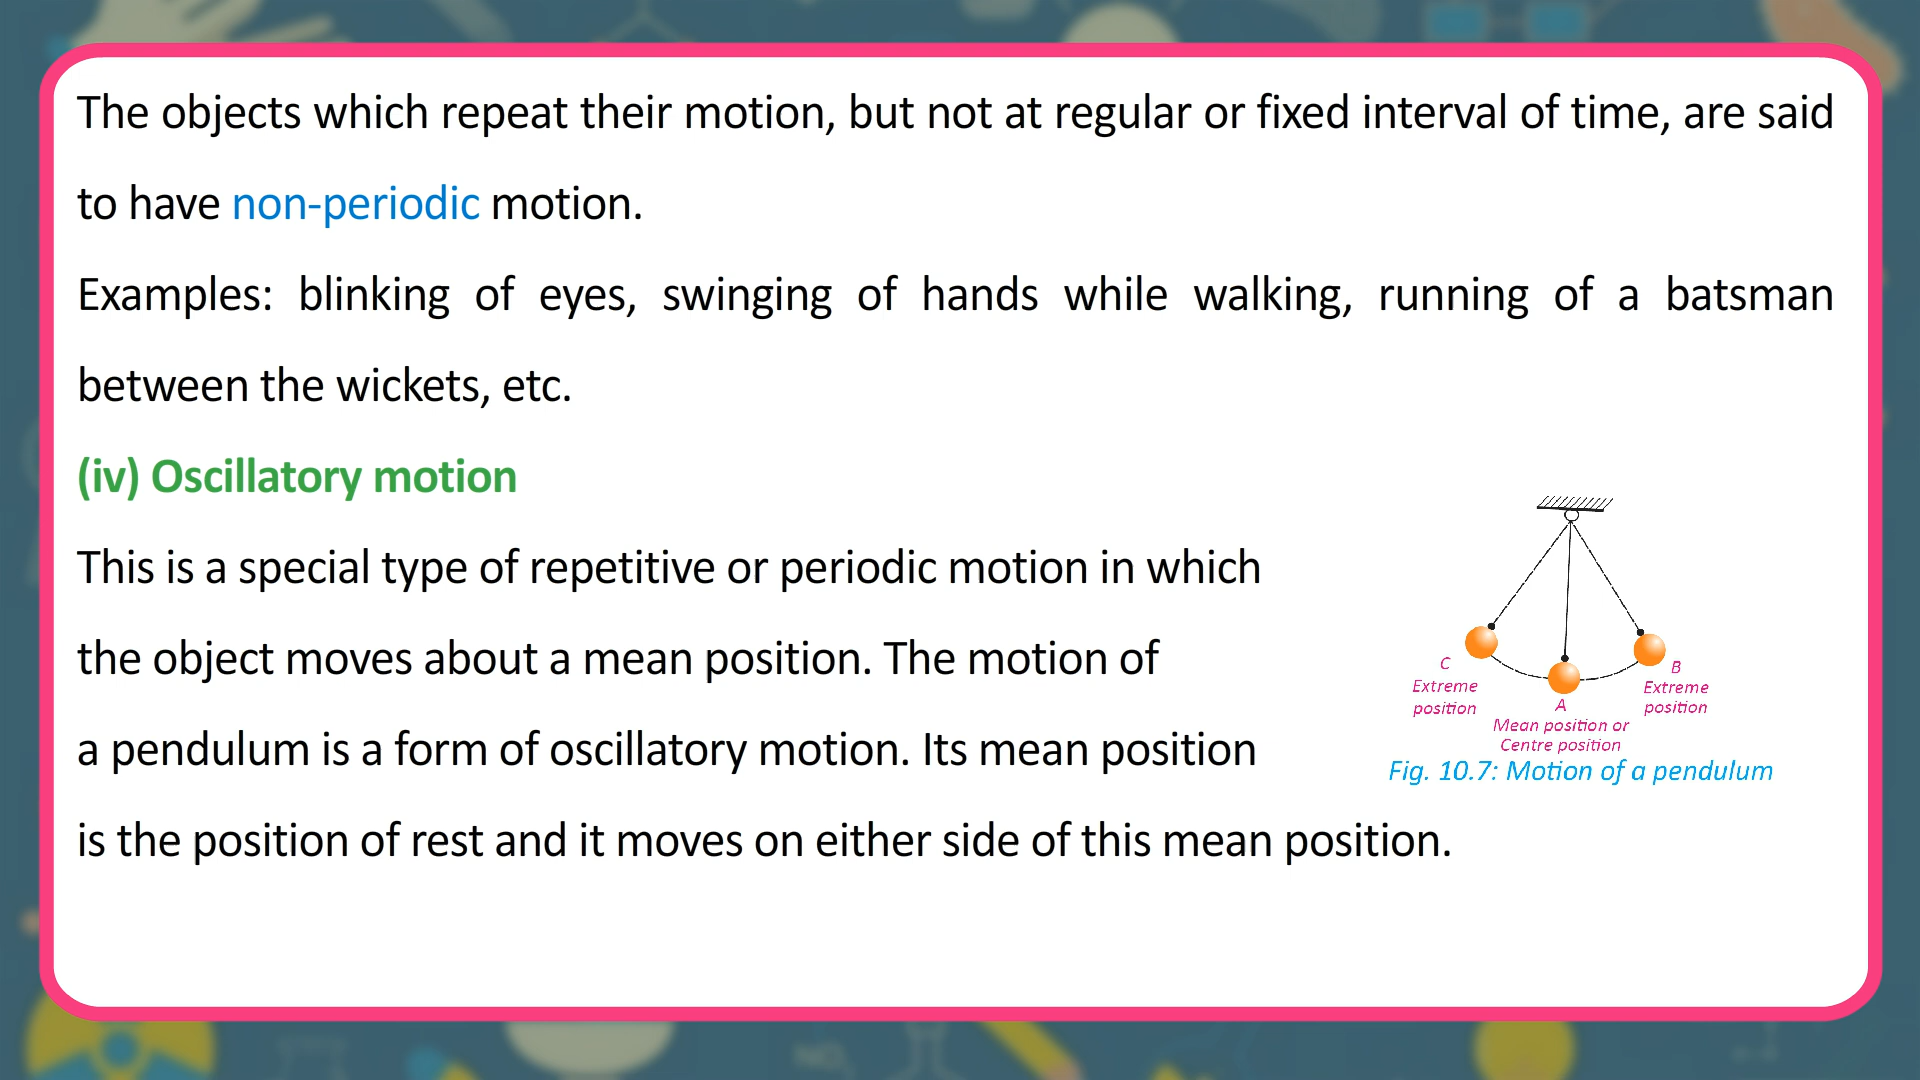 The objects which repeat their motion, but not at regular or fixed interval of time, are said
to have non-periodic motion.
Examples: blinking of eyes, swinging of hands while walking, running of a batsman
between the wickets, etc.
(iv) Oscillatory motion
This is a special type of repetitive or periodic motion in which
the object moves about a mean position. The motion of
a pendulum is a form of oscillatory motion. Its mean position
is the position of rest and it moves on either side of this mean position.
C
Extreme
position
A
Mean position or
Centre position
B
Extreme
position
Fig. 10.7: Motion of a pendulum
NO